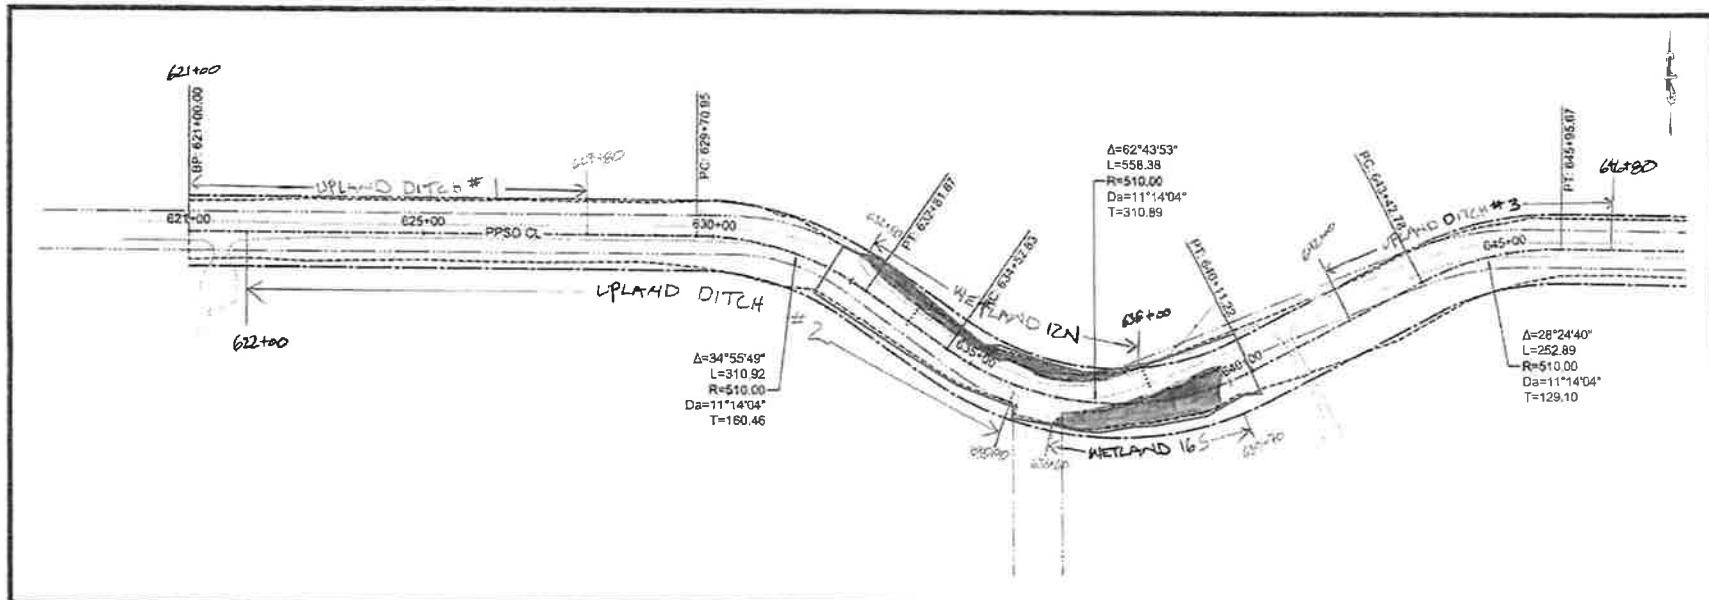 621+00
BP: 621+00.00
UPLAND DITCH #1
PC: 629+70.95
621+00
625+00
PPSO CL
630+00
UPLAND DITCH #2
622+00
Δ=34°55'49"
L=310.92
R=510.00
Da=11°14'04"
T=160.46
PT: 632+81.87
PC: 634+52.83
WETLAND 12N
635+00
Δ=62°43'53"
L=558.38
R=510.00
Da=11°14'04"
T=310.89
PT: 640+11.22
640+00
WETLAND 16S
PC: 643+42.78
UPLAND DITCH #3
645+00
PT: 645+95.67
646+80
Δ=28°24'40"
L=252.89
R=510.00
Da=11°14'04"
T=129.10